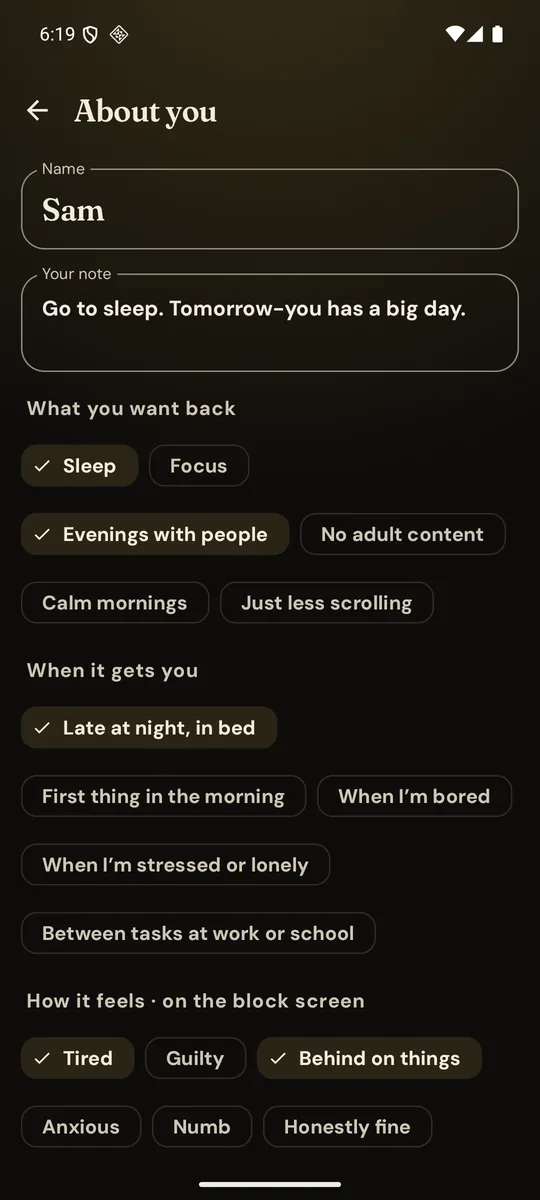 6:19
About you
Name
Sam
Your note
Go to sleep. Tomorrow-you has a big day.
What you want back
Sleep
Focus
Evenings with people
No adult content
Calm mornings
Just less scrolling
When it gets you
Late at night, in bed
First thing in the morning
When I’m bored
When I’m stressed or lonely
Between tasks at work or school
How it feels · on the block screen
Tired
Guilty
Behind on things
Anxious
Numb
Honestly fine